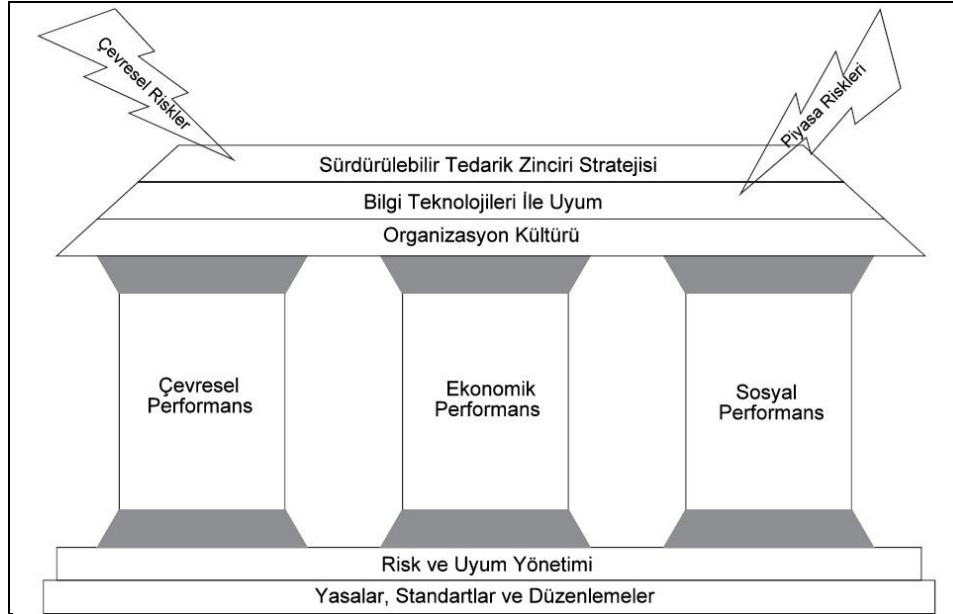 Çevresel Riskler
Piyasa Riskleri
Sürdürülebilir Tedarik Zinciri Stratejisi
Bilgi Teknolojileri İle Uyum
Organizasyon Kültürü
Çevresel
Performans
Ekonomik
Performans
Sosyal
Performans
Risk ve Uyum Yönetimi
Yasalar, Standartlar ve Düzenlemeler